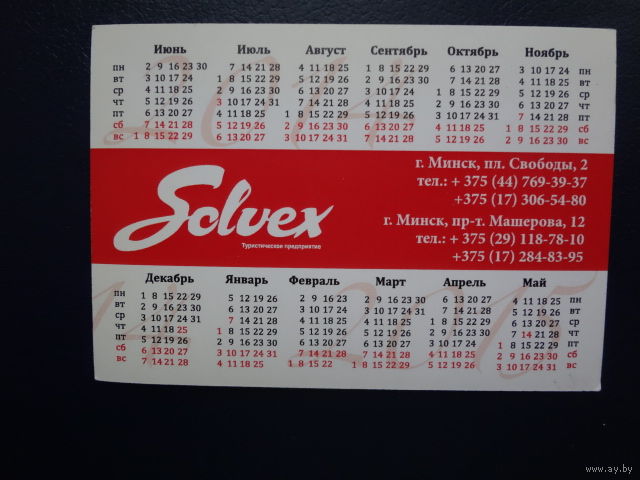 Июнь Июль Август Сентябрь Октябрь Ноябрь
пн 2 9 16 23 30 7 14 21 28 4 11 18 25 1 8 15 22 29 6 13 20 27 3 10 17 24 пн
вт 3 10 17 24 1 8 15 22 29 5 12 19 26 2 9 16 23 30 7 14 21 28 4 11 18 25 вт
ср 4 11 18 25 2 9 16 23 30 6 13 20 27 3 10 17 24 1 8 15 22 29 5 12 19 26 ср
чт 5 12 19 26 3 10 17 24 31 7 14 21 28 4 11 18 25 2 9 16 23 30 6 13 20 27 чт
пт 6 13 20 27 4 11 18 25 1 8 15 22 29 5 12 19 26 3 10 17 24 31 7 14 21 28 пт
сб 7 14 21 28 5 12 19 26 2 9 16 23 30 6 13 20 27 4 11 18 25 1 8 15 22 29 сб
вс 1 8 15 22 29 6 13 20 27 3 10 17 24 31 7 14 21 28 5 12 19 26 2 9 16 23 30 вс
Solvex
Туристическое предприятие
г. Минск, пл. Свободы, 2
тел.: + 375 (44) 769-39-37
+375 (17) 306-54-80
г. Минск, пр-т. Машерова, 12
тел.: + 375 (29) 118-78-10
+375 (17) 284-83-95
Декабрь Январь Февраль Март Апрель Май
пн 1 8 15 22 29 5 12 19 26 2 9 16 23 2 9 16 23 30 6 13 20 27 4 11 18 25 пн
вт 2 9 16 23 30 6 13 20 27 3 10 17 24 3 10 17 24 31 7 14 21 28 5 12 19 26 вт
ср 3 10 17 24 31 7 14 21 28 4 11 18 25 4 11 18 25 1 8 15 22 29 6 13 20 27 ср
чт 4 11 18 25 1 8 15 22 29 5 12 19 26 5 12 19 26 2 9 16 23 30 7 14 21 28 чт
пт 5 12 19 26 2 9 16 23 30 6 13 20 27 6 13 20 27 3 10 17 24 1 8 15 22 29 пт
сб 6 13 20 27 3 10 17 24 31 7 14 21 28 7 14 21 28 4 11 18 25 2 9 16 23 30 сб
вс 7 14 21 28 4 11 18 25 1 8 15 22 1 8 15 22 29 5 12 19 26 3 10 17 24 31 вс
www.ay.by